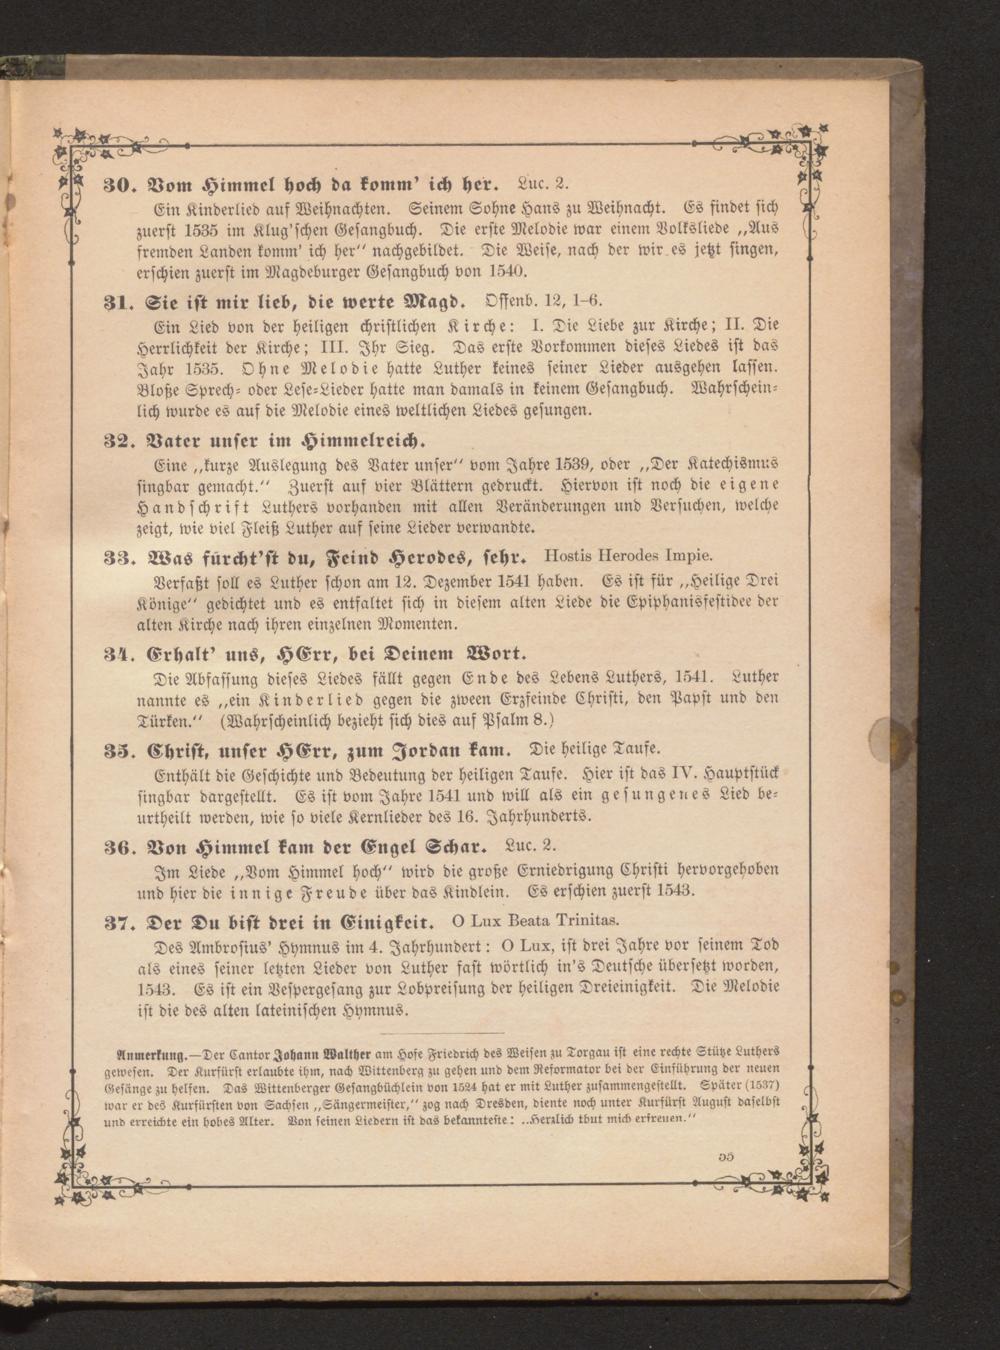 30. Vom Himmel hoch da komm' ich her. Luc. 2.
Ein Kinderlied auf Weihnachten. Seinem Sohne Hans zu Weihnacht. Es findet sich
zuerst 1535 im Klug'schen Gesangbuch. Die erste Melodie war einem Volksliede „Aus
fremden Landen komm' ich her“ nachgebildet. Die Weise, nach der wir es jetzt singen,
erschien zuerst im Magdeburger Gesangbuch von 1540.
31. Sie ist mir lieb, die werte Magd. Offenb. 12, 1–6.
Ein Lied von der heiligen christlichen Kirche: I. Die Liebe zur Kirche; II. Die
Herrlichkeit der Kirche; III. Ihr Sieg. Das erste Vorkommen dieses Liedes ist das
Jahr 1535. Ohne Melodie hatte Luther keines seiner Lieder ausgehen lassen.
Bloße Sprech- oder Lese-Lieder hatte man damals in keinem Gesangbuch. Wahrschein-
lich wurde es auf die Melodie eines weltlichen Liedes gesungen.
32. Vater unser im Himmelreich.
Eine „kurze Auslegung des Vater unser“ vom Jahre 1539, oder „Der Katechismus
singbar gemacht.“ Zuerst auf vier Blättern gedruckt. Hiervon ist noch die eigene
Handschrift Luthers vorhanden mit allen Veränderungen und Versuchen, welche
zeigt, wie viel Fleiß Luther auf seine Lieder verwandte.
33. Was fürcht'st du, Feind Herodes, sehr. Hostis Herodes Impie.
Verfaßt soll es Luther schon am 12. Dezember 1541 haben. Es ist für „Heilige Drei
Könige“ gedichtet und es entfaltet sich in diesem alten Liede die Epiphanisfestidee der
alten Kirche nach ihren einzelnen Momenten.
34. Erhalt' uns, HErr, bei Deinem Wort.
Die Abfassung dieses Liedes fällt gegen Ende des Lebens Luthers, 1541. Luther
nannte es „ein Kinderlied gegen die zween Erzfeinde Christi, den Papst und den
Türken.“ (Wahrscheinlich bezieht sich dies auf Psalm 8.)
35. Christ, unser HErr, zum Jordan kam. Die heilige Taufe.
Enthält die Geschichte und Bedeutung der heiligen Taufe. Hier ist das IV. Hauptstück
singbar dargestellt. Es ist vom Jahre 1541 und will als ein gesungenes Lied be-
urtheilt werden, wie so viele Kernlieder des 16. Jahrhunderts.
36. Von Himmel kam der Engel Schar. Luc. 2.
Im Liede „Vom Himmel hoch“ wird die große Erniedrigung Christi hervorgehoben
und hier die innige Freude über das Kindlein. Es erschien zuerst 1543.
37. Der Du bist drei in Einigkeit. O Lux Beata Trinitas.
Des Ambrosius' Hymnus im 4. Jahrhundert: O Lux, ist drei Jahre vor seinem Tod
als eines seiner letzten Lieder von Luther fast wörtlich in's Deutsche übersetzt worden,
1543. Es ist ein Vespergesang zur Lobpreisung der heiligen Dreieinigkeit. Die Melodie
ist die des alten lateinischen Hymnus.
Anmerkung.—Der Cantor Johann Walther am Hofe Friedrich des Weisen zu Torgau ist eine rechte Stütze Luthers
gewesen. Der Kurfürst erlaubte ihm, nach Wittenberg zu gehen und dem Reformator bei der Einführung der neuen
Gesänge zu helfen. Das Wittenberger Gesangbüchlein von 1524 hat er mit Luther zusammengestellt. Später (1537)
war er des Kurfürsten von Sachsen „Sängermeister,“ zog nach Dresden, diente noch unter Kurfürst August daselbst
und erreichte ein hohes Alter. Von seinen Liedern ist das bekannteste: „Herzlich thut mich erfreuen.“
55